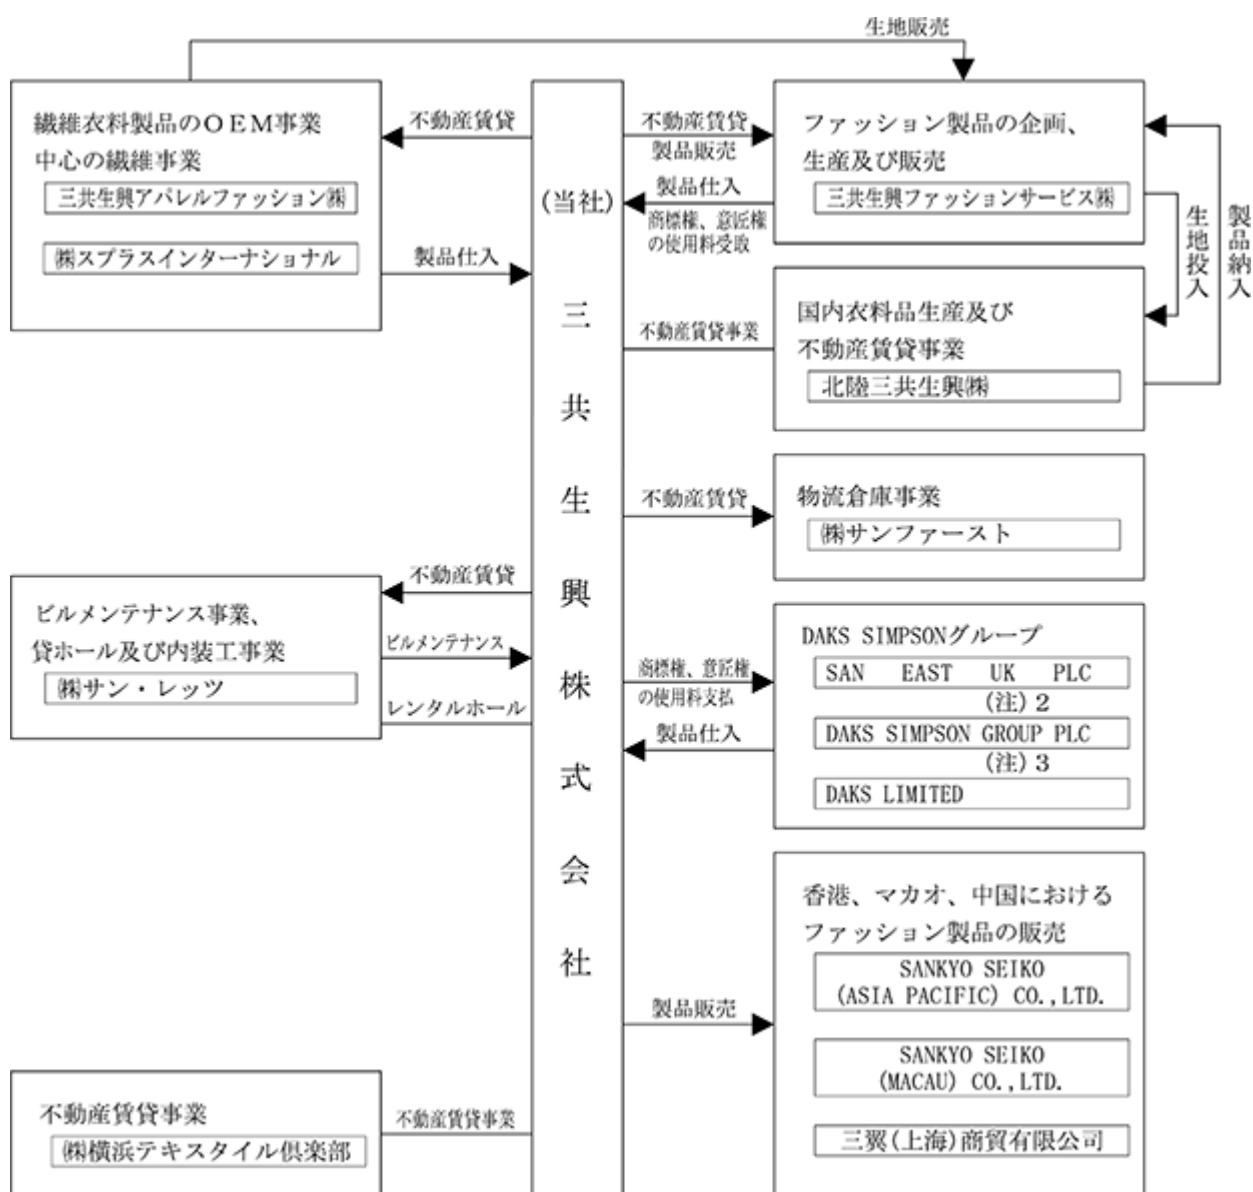 生地販売
繊維衣料製品のＯＥＭ事業
中心の繊維事業
三共生興アパレルファッション㈱
㈱スプラスインターナショナル
不動産賃貸
製品仕入
(当社)
三共生興株式会社
不動産賃貸
製品販売
製品仕入
商標権、意匠権
の使用料受取
ファッション製品の企画、
生産及び販売
三共生興ファッションサービス㈱
生地投入
製品納入
不動産賃貸事業
国内衣料品生産及び
不動産賃貸事業
北陸三共生興㈱
不動産賃貸
物流倉庫事業
㈱サンファースト
ビルメンテナンス事業、
貸ホール及び内装工事業
㈱サン・レッツ
不動産賃貸
ビルメンテナンス
レンタルホール
商標権、意匠権
の使用料支払
製品仕入
DAKS SIMPSONグループ
SAN EAST UK PLC
(注)2
DAKS SIMPSON GROUP PLC
(注)3
DAKS LIMITED
製品販売
香港、マカオ、中国における
ファッション製品の販売
SANKYO SEIKO
(ASIA PACIFIC) CO.,LTD.
SANKYO SEIKO
(MACAU) CO.,LTD.
三翼(上海)商貿有限公司
不動産賃貸事業
㈱横浜テキスタイル倶楽部
不動産賃貸事業